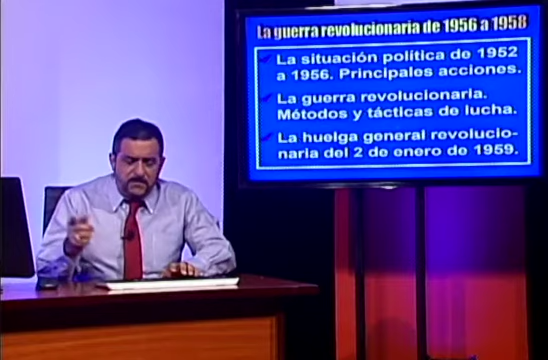 La guerra revolucionaria de 1956 a 1958
La situación política de 1952
a 1956. Principales acciones.
La guerra revolucionaria.
Métodos y tácticas de lucha.
La huelga general revolucio-
naria del 2 de enero de 1959.